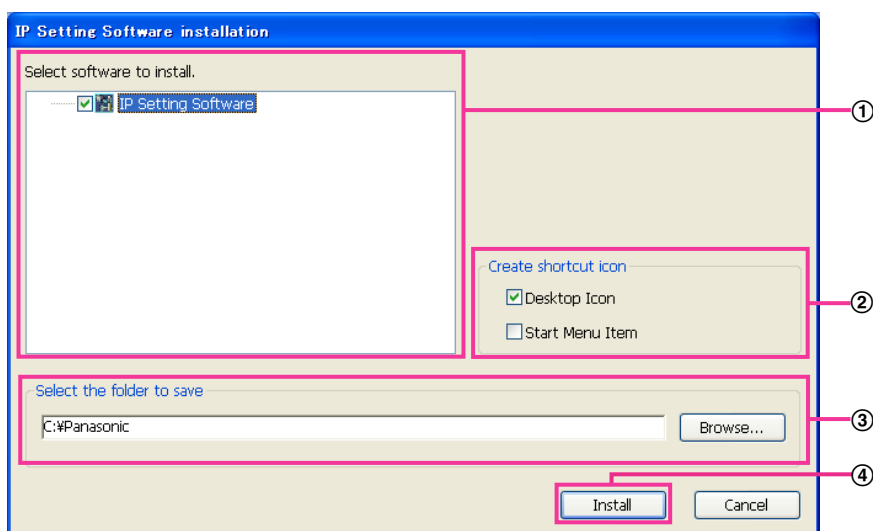 IP Setting Software installation
Select software to install.
IP Setting Software
①
Create shortcut icon
Desktop Icon
②
Start Menu Item
Select the folder to save
C:¥Panasonic
Browse...
③
④
Install
Cancel